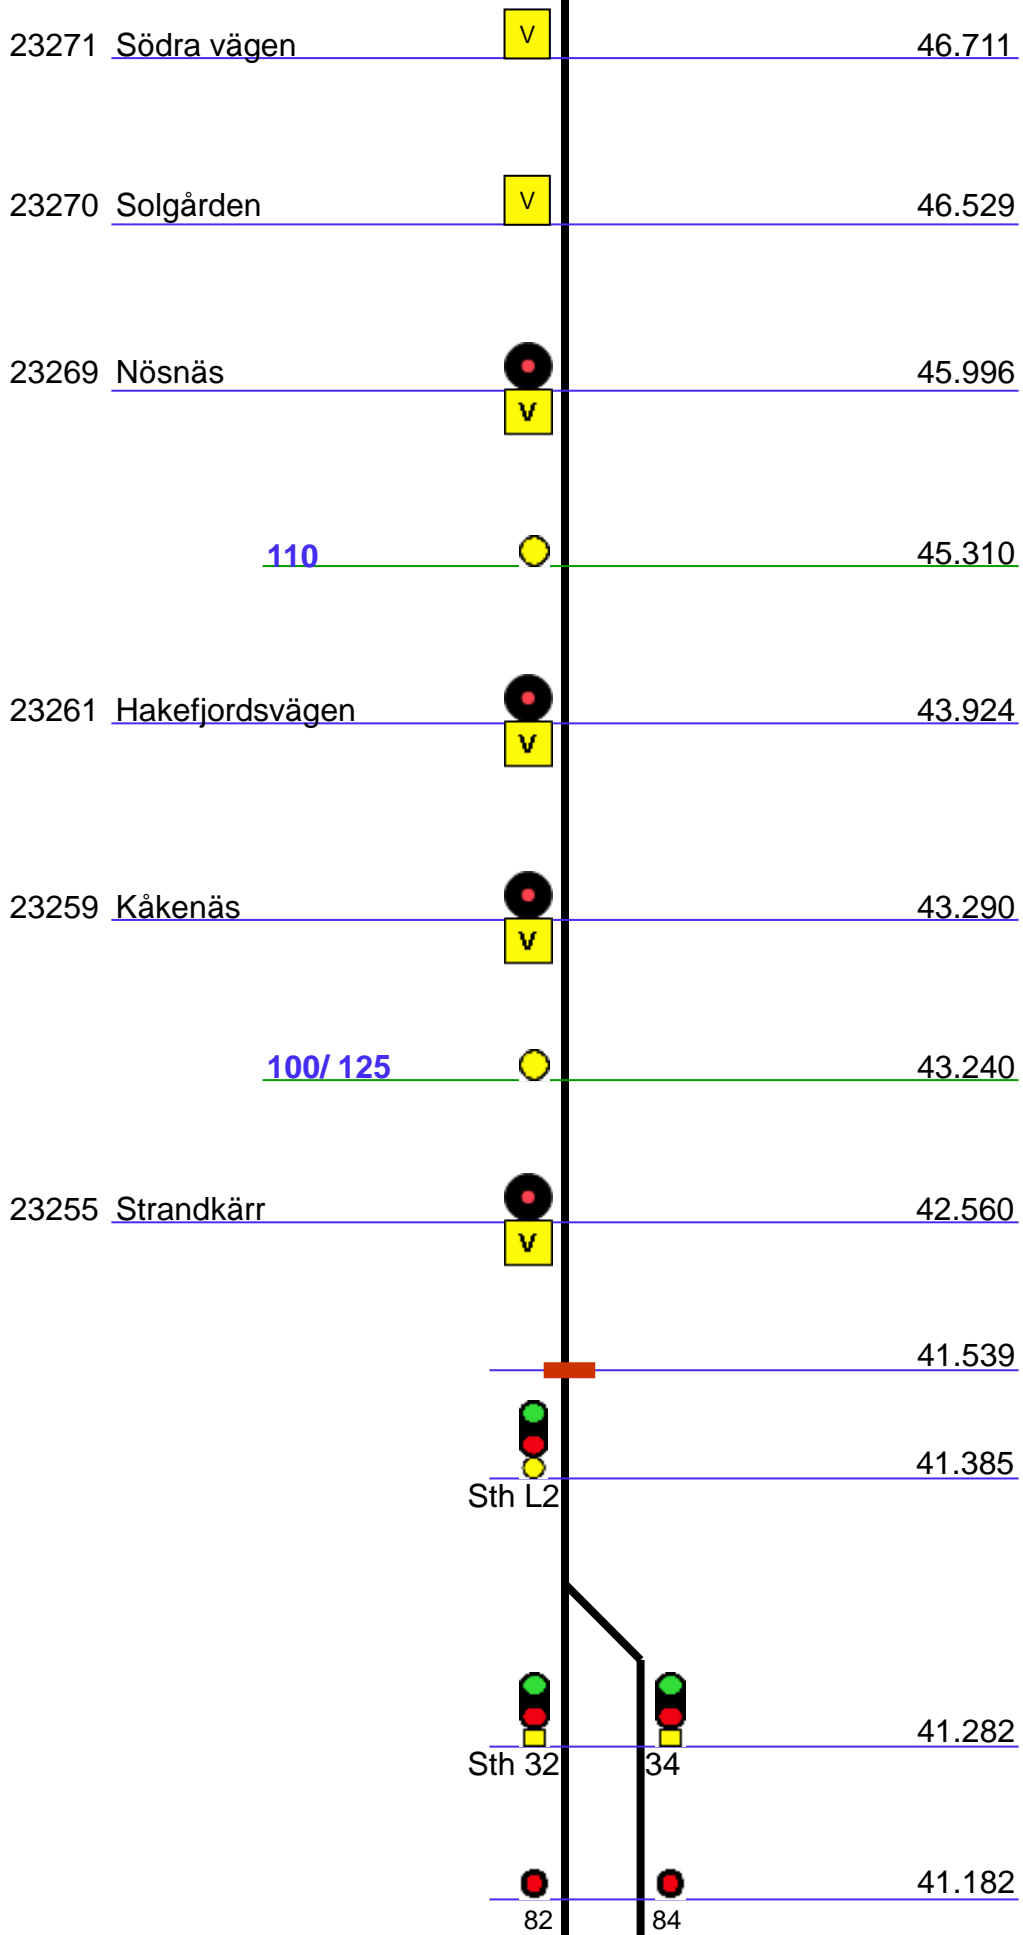 23271 Södra vägen V 46.711
23270 Solgården V 46.529
23269 Nösnäs 45.996
V
110 45.310
23261 Hakefjordsvägen 43.924
V
23259 Kåkenäs 43.290
V
100/ 125 43.240
23255 Strandkärr 42.560
V
41.539
41.385
Sth L2
41.282
Sth 32 34
41.182
82 84